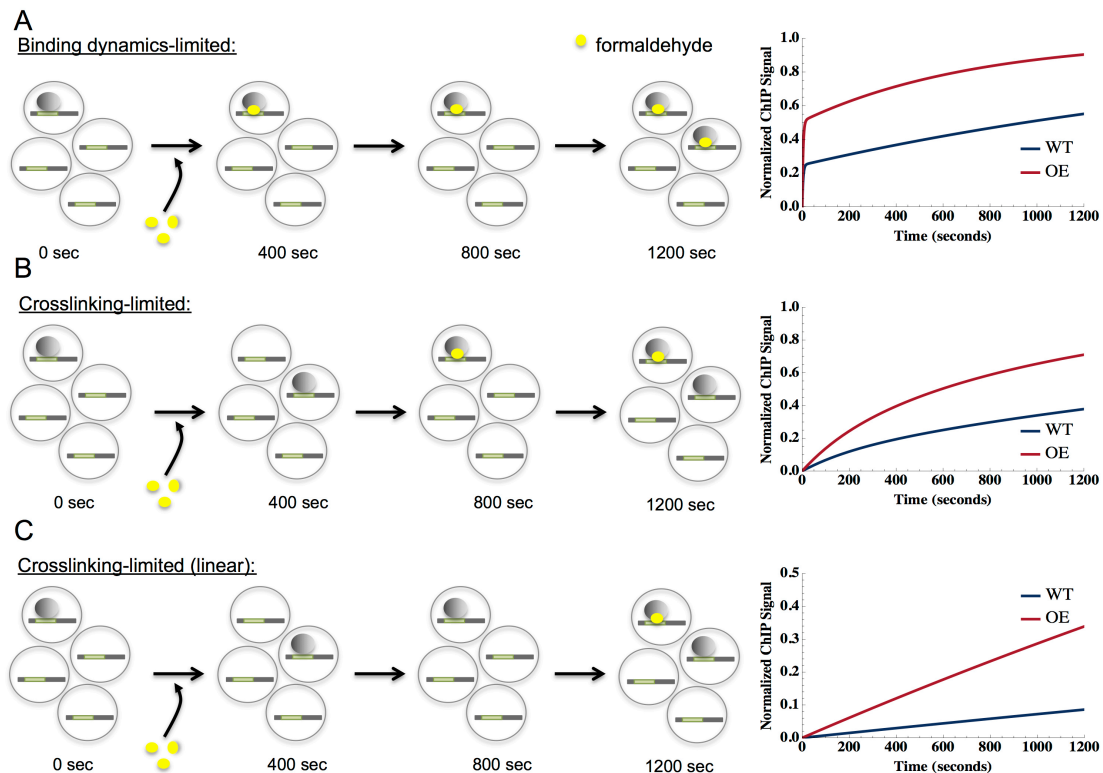 A
Binding dynamics-limited:
formaldehyde
0 sec
400 sec
800 sec
1200 sec
Normalized ChIP Signal
1.0
0.8
0.6
0.4
0.2
0.0
WT
OE
0 200 400 600 800 1000 1200
Time (seconds)
B
Crosslinking-limited:
0 sec
400 sec
800 sec
1200 sec
Normalized ChIP Signal
1.0
0.8
0.6
0.4
0.2
0.0
WT
OE
0 200 400 600 800 1000 1200
Time (seconds)
C
Crosslinking-limited (linear):
0 sec
400 sec
800 sec
1200 sec
Normalized ChIP Signal
0.5
0.4
0.3
0.2
0.1
0.0
WT
OE
0 200 400 600 800 1000 1200
Time (seconds)